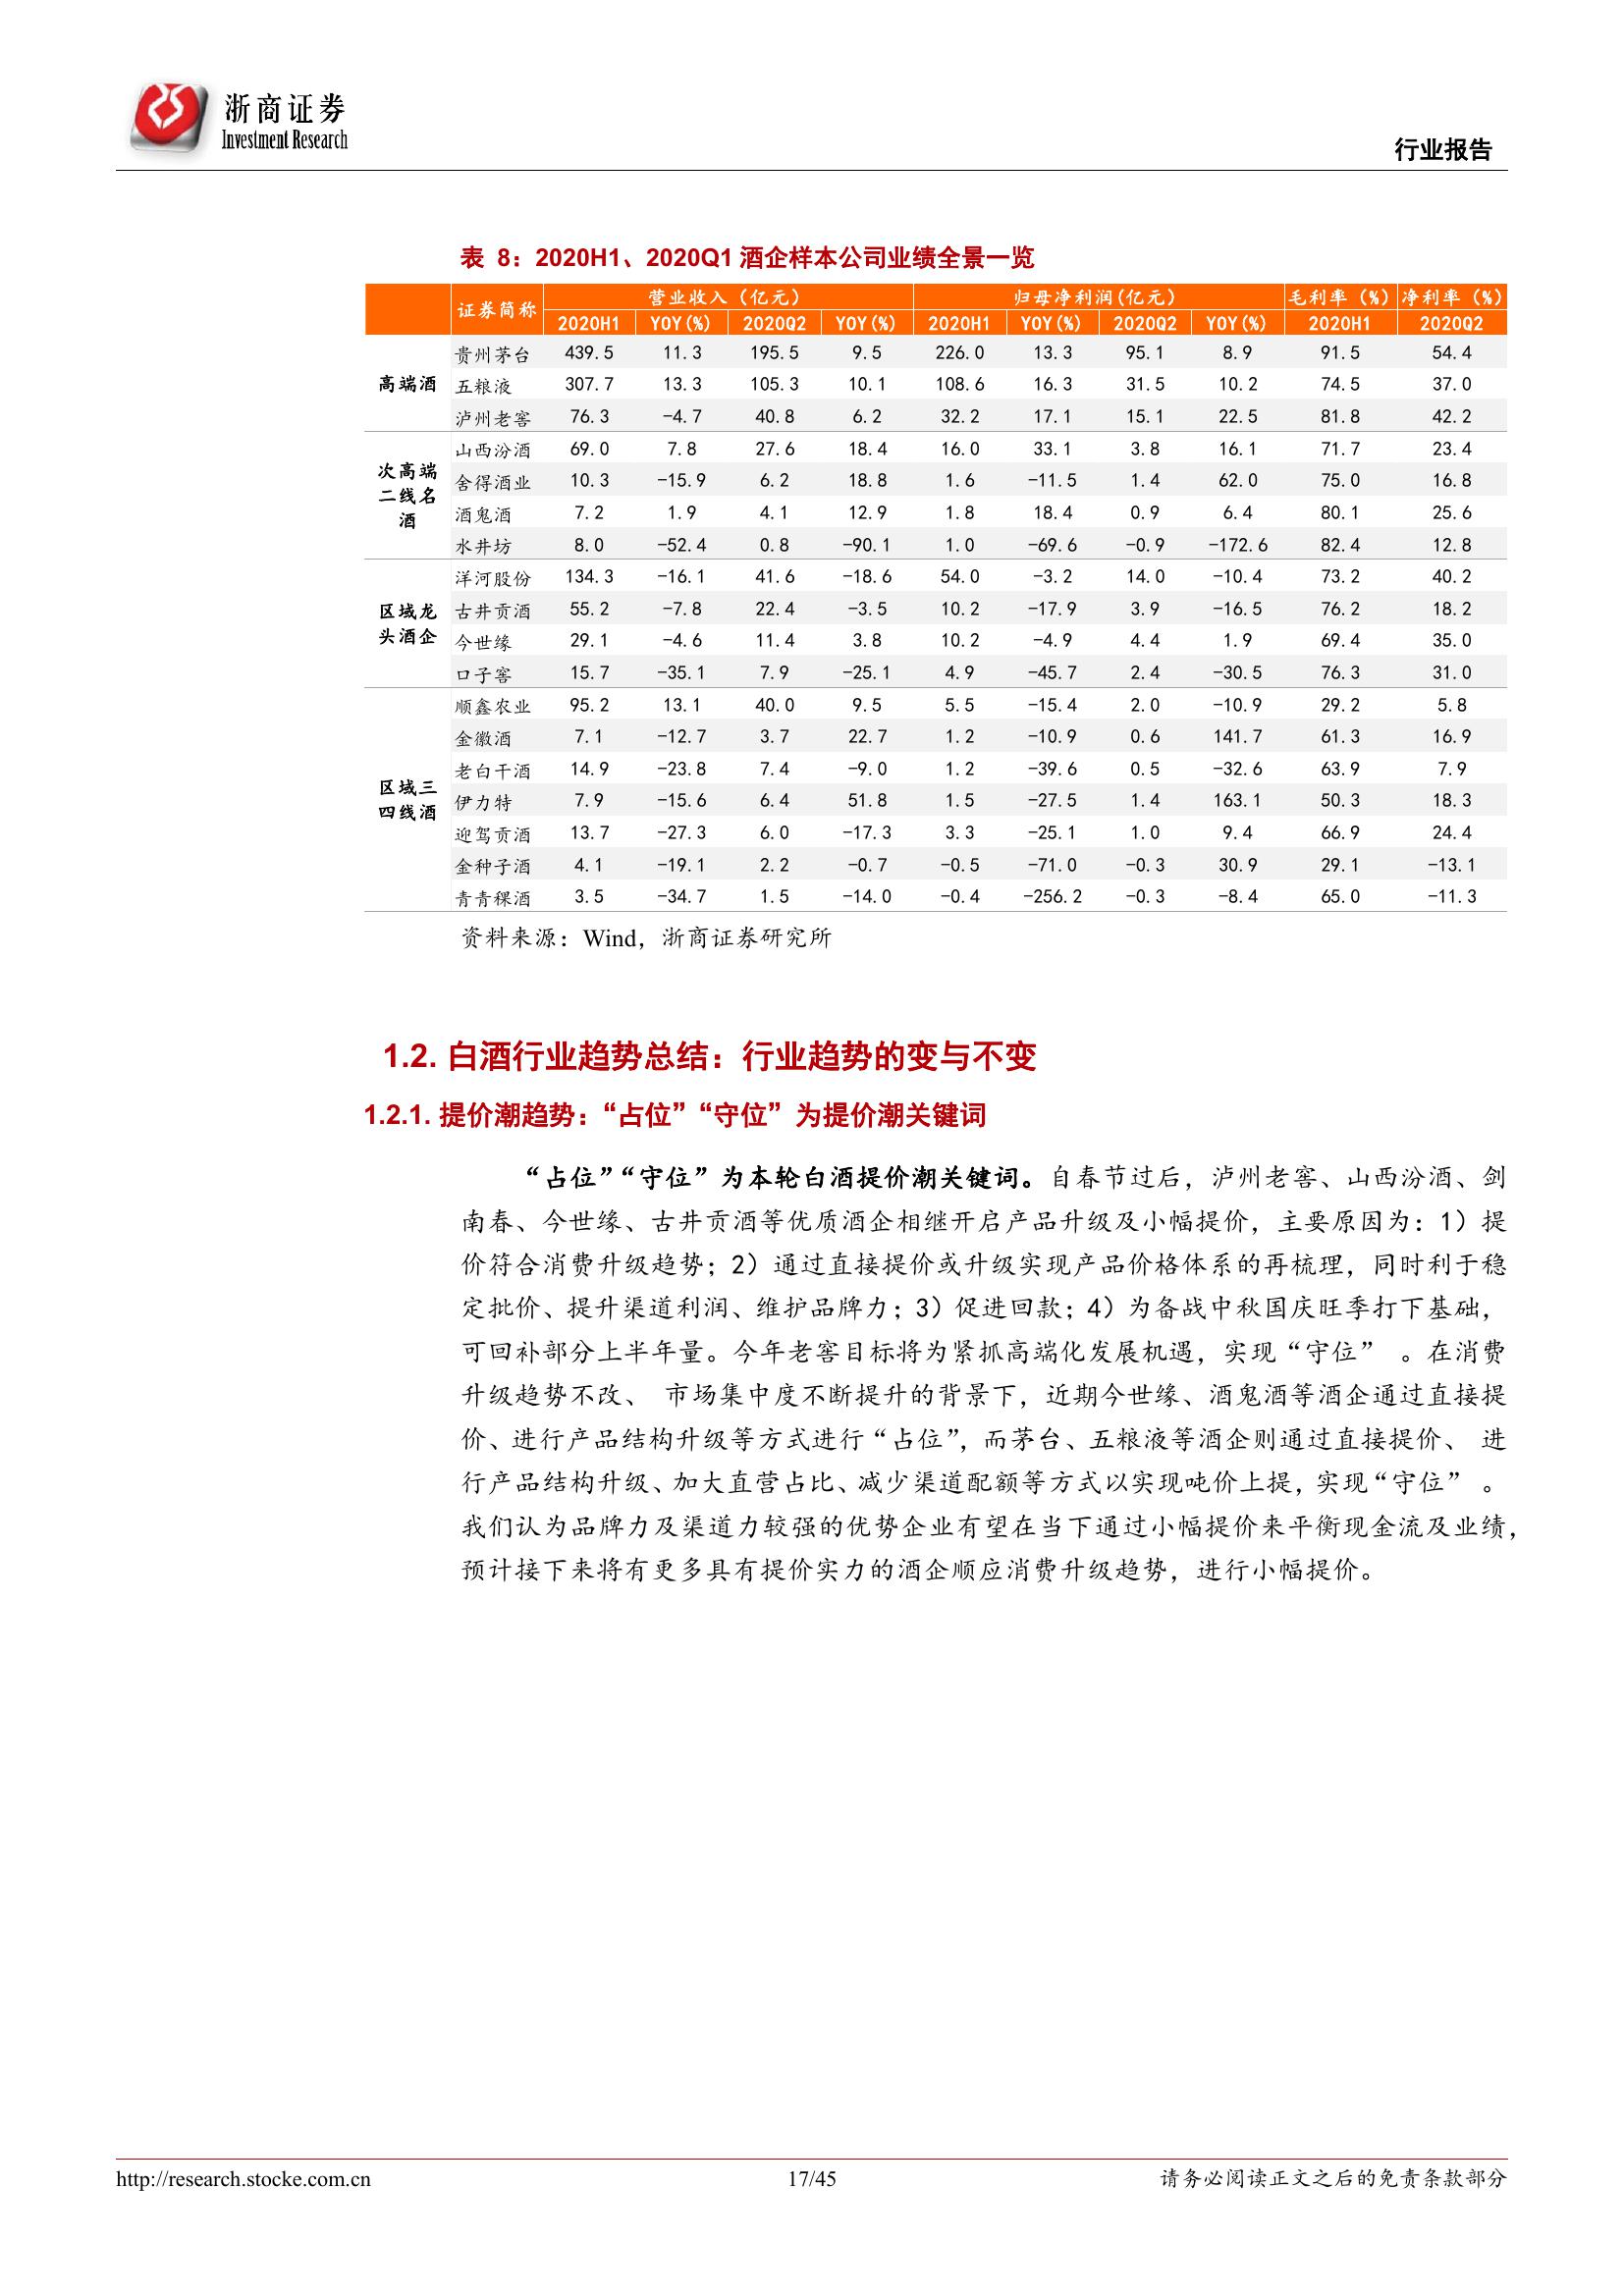 浙商证券
Investment Research
行业报告
表 8：2020H1、2020Q1 酒企样本公司业绩全景一览
证券简称 营业收入（亿元） 归母净利润(亿元) 毛利率（%） 净利率（%）
2020H1 YOY(%) 2020Q2 YOY(%) 2020H1 YOY(%) 2020Q2 YOY(%) 2020H1 2020Q2
高端酒
贵州茅台 439.5 11.3 195.5 9.5 226.0 13.3 95.1 8.9 91.5 54.4
五粮液 307.7 13.3 105.3 10.1 108.6 16.3 31.5 10.2 74.5 37.0
泸州老窖 76.3 -4.7 40.8 6.2 32.2 17.1 15.1 22.5 81.8 42.2
次高端
二线名
酒
山西汾酒 69.0 7.8 27.6 18.4 16.0 33.1 3.8 16.1 71.7 23.4
舍得酒业 10.3 -15.9 6.2 18.8 1.6 -11.5 1.4 62.0 75.0 16.8
酒鬼酒 7.2 1.9 4.1 12.9 1.8 18.4 0.9 6.4 80.1 25.6
水井坊 8.0 -52.4 0.8 -90.1 1.0 -69.6 -0.9 -172.6 82.4 12.8
区域龙
头酒企
洋河股份 134.3 -16.1 41.6 -18.6 54.0 -3.2 14.0 -10.4 73.2 40.2
古井贡酒 55.2 -7.8 22.4 -3.5 10.2 -17.9 3.9 -16.5 76.2 18.2
今世缘 29.1 -4.6 11.4 3.8 10.2 -4.9 4.4 1.9 69.4 35.0
口子窖 15.7 -35.1 7.9 -25.1 4.9 -45.7 2.4 -30.5 76.3 31.0
区域三
四线酒
顺鑫农业 95.2 13.1 40.0 9.5 5.5 -15.4 2.0 -10.9 29.2 5.8
金徽酒 7.1 -12.7 3.7 22.7 1.2 -10.9 0.6 141.7 61.3 16.9
老白干酒 14.9 -23.8 7.4 -9.0 1.2 -39.6 0.5 -32.6 63.9 7.9
伊力特 7.9 -15.6 6.4 51.8 1.5 -27.5 1.4 163.1 50.3 18.3
迎驾贡酒 13.7 -27.3 6.0 -17.3 3.3 -25.1 1.0 9.4 66.9 24.4
金种子酒 4.1 -19.1 2.2 -0.7 -0.5 -71.0 -0.3 30.9 29.1 -13.1
青青稞酒 3.5 -34.7 1.5 -14.0 -0.4 -256.2 -0.3 -8.4 65.0 -11.3
资料来源：Wind，浙商证券研究所
1.2. 白酒行业趋势总结：行业趋势的变与不变
1.2.1. 提价潮趋势：“占位”“守位”为提价潮关键词
“占位”“守位”为本轮白酒提价潮关键词。自春节过后，泸州老窖、山西汾酒、剑
南春、今世缘、古井贡酒等优质酒企相继开启产品升级及小幅提价，主要原因为：1）提
价符合消费升级趋势；2）通过直接提价或升级实现产品价格体系的再梳理，同时利于稳
定批价、提升渠道利润、维护品牌力；3）促进回款；4）为备战中秋国庆旺季打下基础，
可回补部分上半年量。今年老窖目标将为紧抓高端化发展机遇，实现“守位” 。在消费
升级趋势不改、 市场集中度不断提升的背景下，近期今世缘、酒鬼酒等酒企通过直接提
价、进行产品结构升级等方式进行“占位”，而茅台、五粮液等酒企则通过直接提价、 进
行产品结构升级、加大直营占比、减少渠道配额等方式以实现吨价上提，实现“守位” 。
我们认为品牌力及渠道力较强的优势企业有望在当下通过小幅提价来平衡现金流及业绩，
预计接下来将有更多具有提价实力的酒企顺应消费升级趋势，进行小幅提价。
http://research.stocke.com.cn
17/45
请务必阅读正文之后的免责条款部分